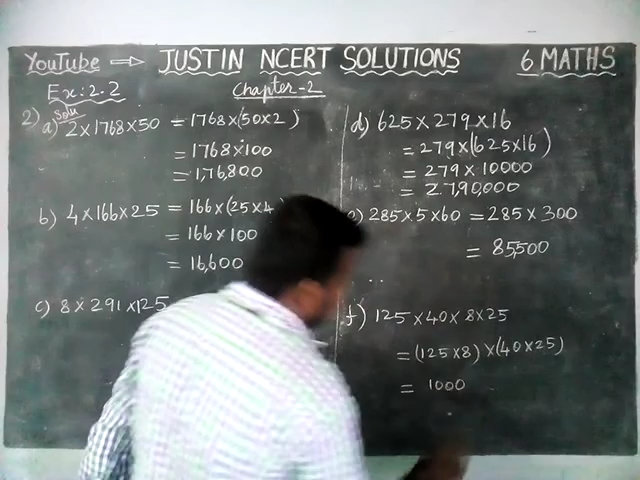 YouTube → JUSTIN NCERT SOLUTIONS 6 MATHS
Ex:2.2 Chapter-2
Solu
2) a) 2×1768×50 = 1768×(50×2)
= 1768×100
= 1,76,800
b) 4×166×25 = 166×(25×4
= 166×100
= 16,600
c) 8×291×125
d) 625×279×16
= 279×(625×16)
= 279×10000
= 2,790,000
285×5×60 = 285×300
= 85,500
f) 125×40×8×25
= (125×8)×(40×25)
= 1000